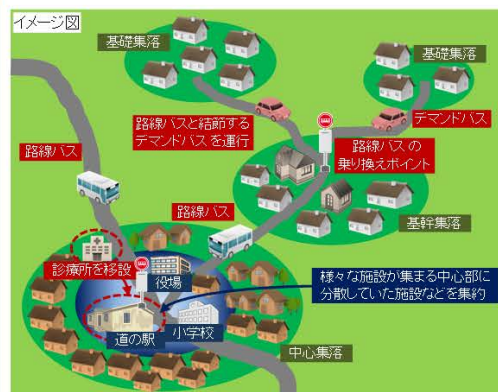 イメージ図
基礎集落
基礎集落
路線バスと結節する
デマンドバスを運行
デマンドバス
路線バスの
乗り換えポイント
路線バス
路線バス
基幹集落
診療所を移設
役場
様々な施設が集まる中心部に
分散していた施設などを集約
道の駅
小学校
中心集落